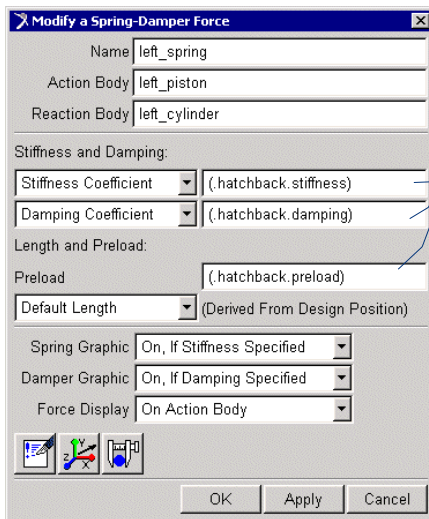 Modify a Spring-Damper Force
Name left_spring
Action Body left_piston
Reaction Body left_cylinder
Stiffness and Damping:
Stiffness Coefficient (.hatchback.stiffness)
Damping Coefficient (.hatchback.damping)
Length and Preload:
Preload (.hatchback.preload)
Default Length (Derived From Design Position)
Spring Graphic On, If Stiffness Specified
Damper Graphic On, If Damping Specified
Force Display On Action Body
OK Apply Cancel